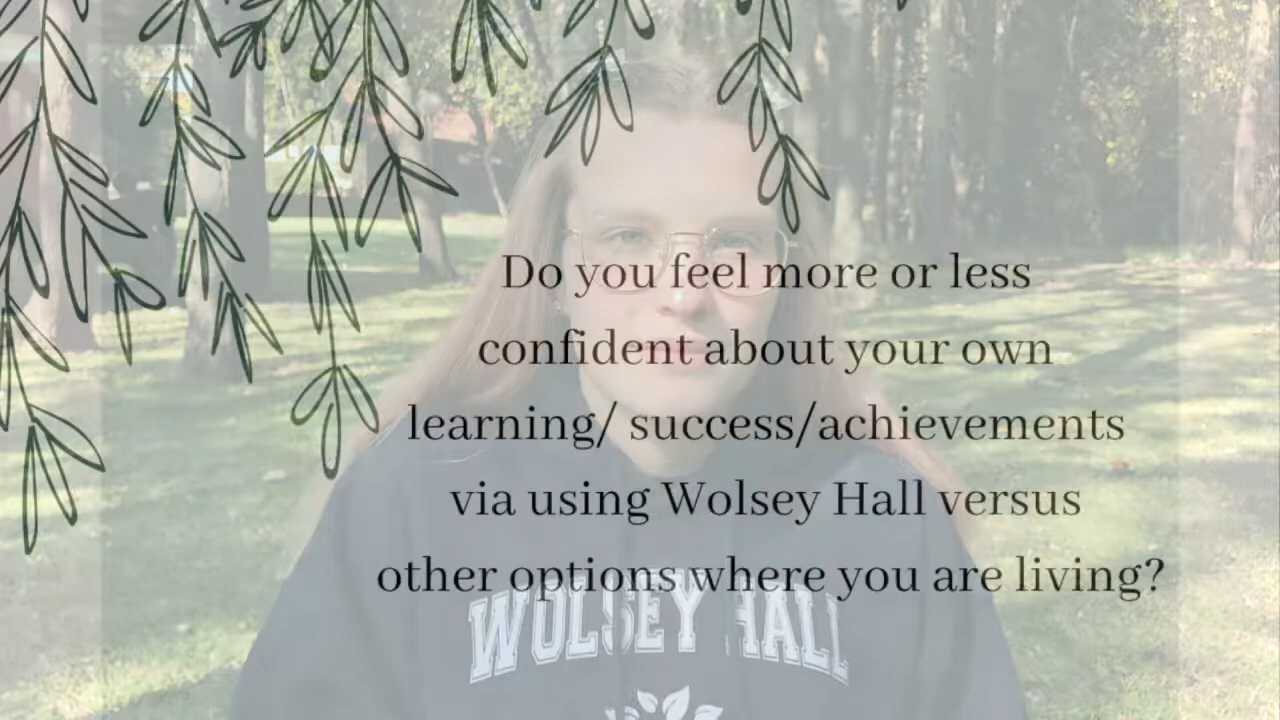 Do you feel more or less
confident about your own
learning/ success/achievements
via using Wolsey Hall versus
other options where you are living?
WOLSEY HALL